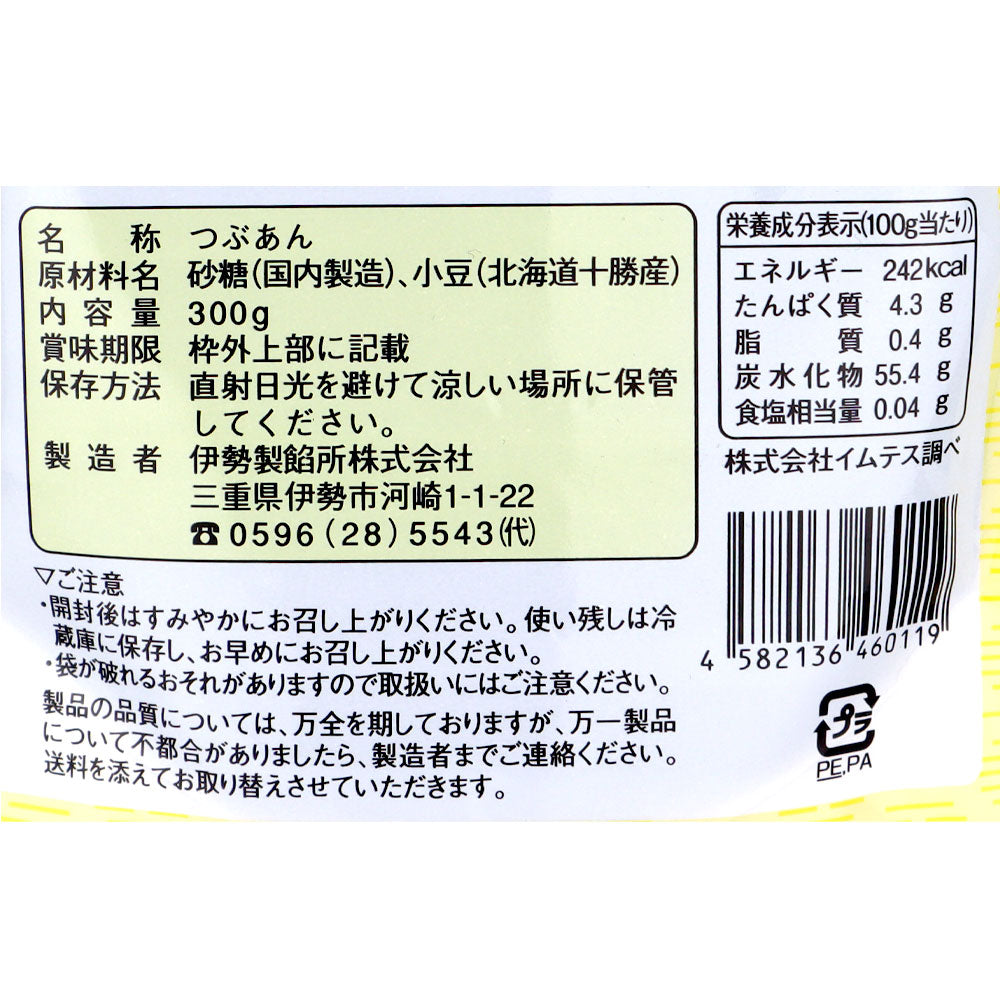 名称 つぶあん
原材料名 砂糖(国内製造)、小豆(北海道十勝産)
内容量 300g
賞味期限 枠外上部に記載
保存方法 直射日光を避けて涼しい場所に保管
してください。
製造者 伊勢製餡所株式会社
三重県伊勢市河崎1-1-22
☎0596(28)5543㈹
▽ご注意
・開封後はすみやかにお召し上がりください。使い残しは冷
蔵庫に保存し、お早めにお召し上がりください。
・袋が破れるおそれがありますので取扱いにはご注意ください。
製品の品質については、万全を期しておりますが、万一製品
について不都合がありましたら、製造者までご連絡ください。
送料を添えてお取り替えさせていただきます。
栄養成分表示(100g当たり)
エネルギー 242kcal
たんぱく質 4.3 g
脂質 0.4 g
炭水化物 55.4 g
食塩相当量 0.04 g
株式会社イムテス調べ
4 582136 460119
プラ
PE,PA